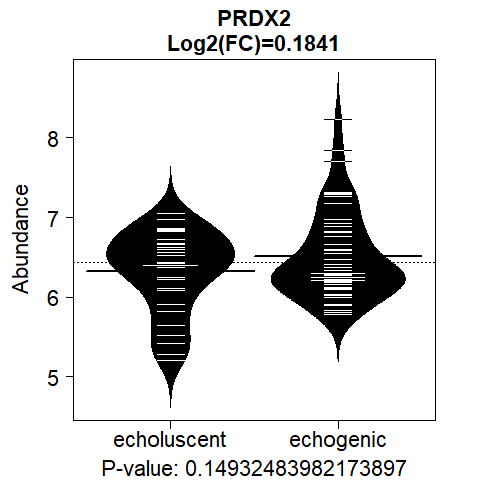 PRDX2
Log2(FC)=0.1841
Abundance
8
7
6
5
echoluscent echogenic
P-value: 0.14932483982173897